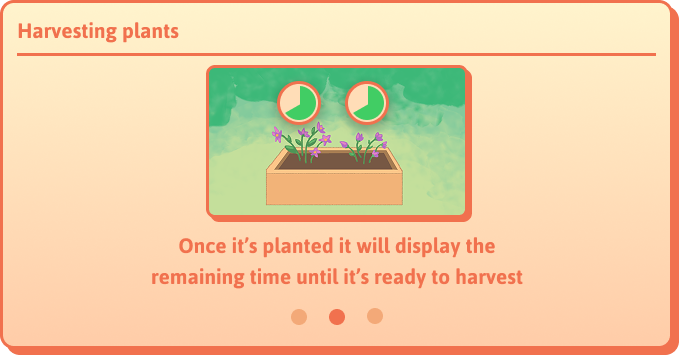 Harvesting plants
Once it’s planted it will display the
remaining time until it’s ready to harvest